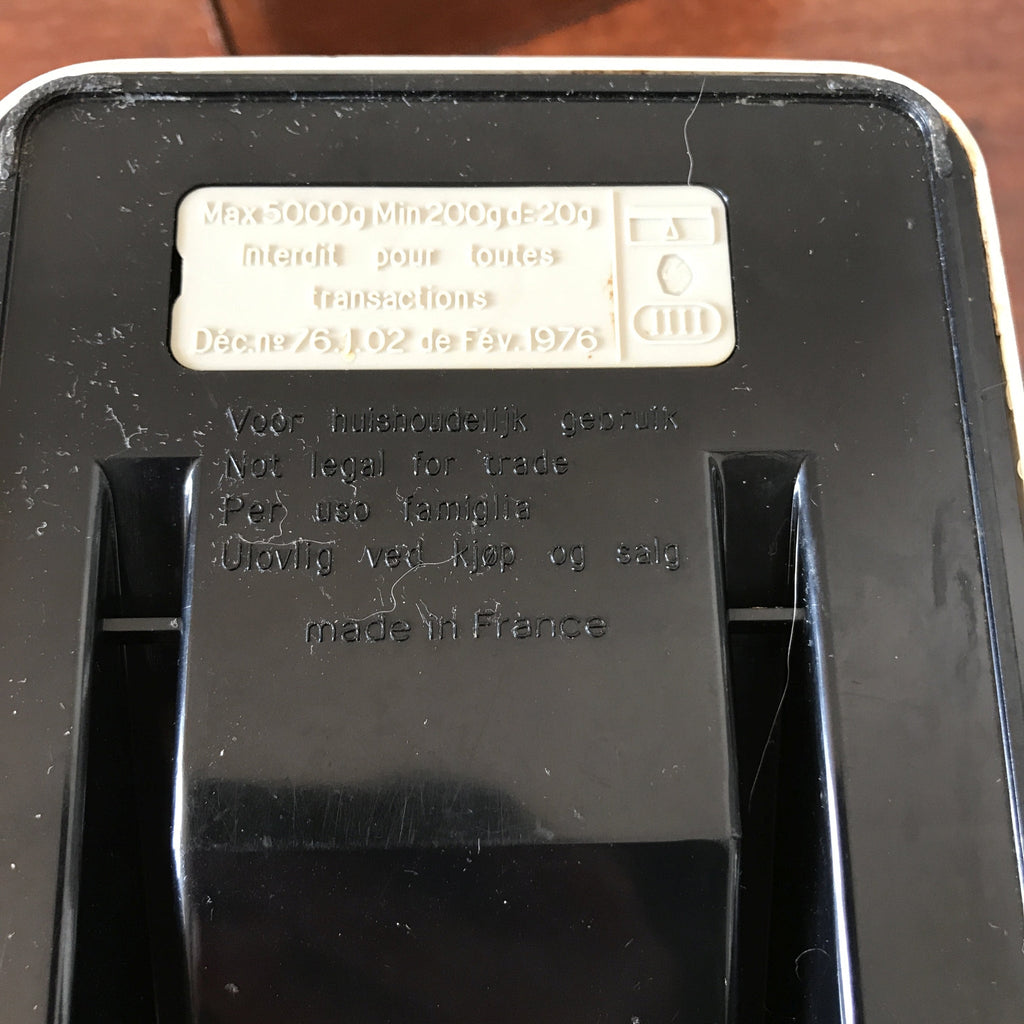 Max 5000g Min 200g d=20g
Interdit pour toutes
transactions
Déc.nº 76.1.02 de Fév.1976
Voor huishoudelijk gebruik
Not legal for trade
Per uso famiglia
Ulovlig ved kjøp og salg
made in France